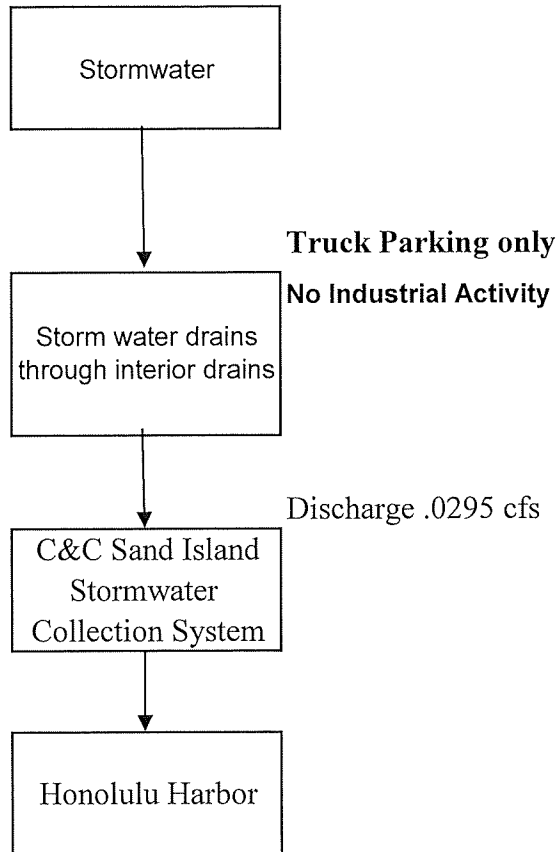 Stormwater
Truck Parking only
No Industrial Activity
Storm water drains
through interior drains
Discharge .0295 cfs
C&C Sand Island
Stormwater
Collection System
Honolulu Harbor